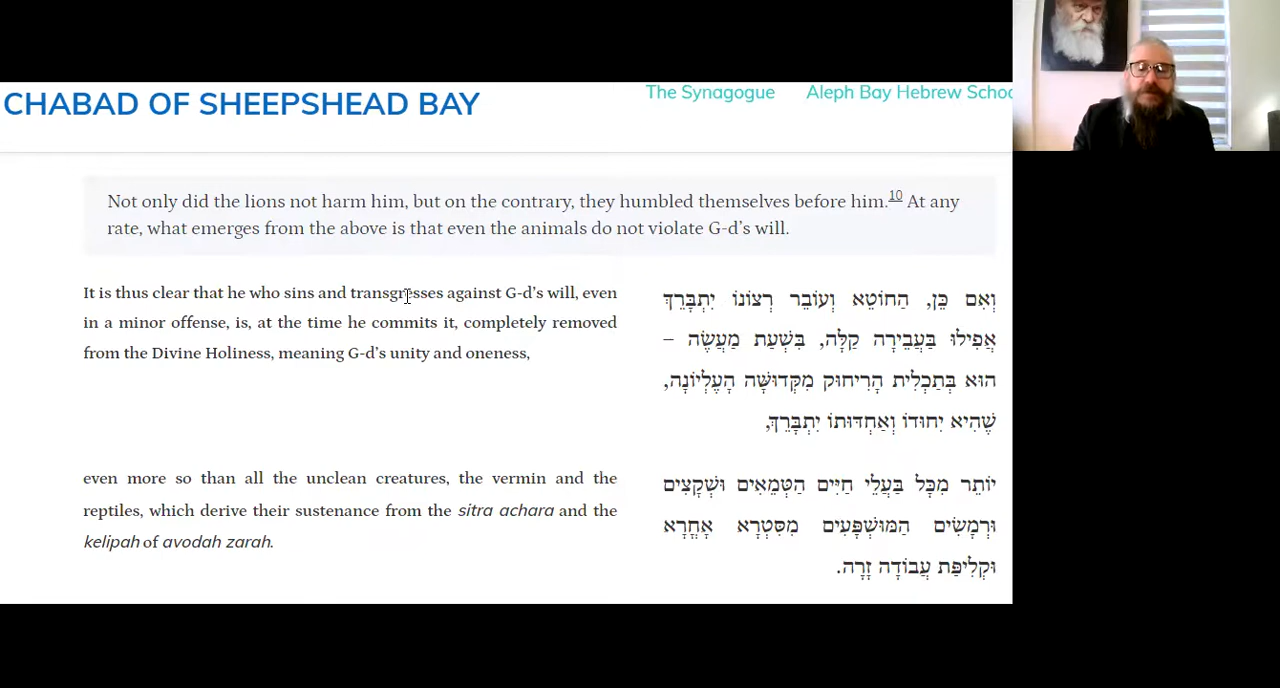 CHABAD OF SHEEPSHEAD BAY
The Synagogue
Aleph Bay Hebrew Schoo
Not only did the lions not harm him, but on the contrary, they humbled themselves before him.10 At any
rate, what emerges from the above is that even the animals do not violate G-d’s will.
It is thus clear that he who sins and transgresses against G-d’s will, even
in a minor offense, is, at the time he commits it, completely removed
from the Divine Holiness, meaning G-d’s unity and oneness,
וְאִם כֵּן, הַחוֹטֵא וְעוֹבֵר רְצוֹנוֹ יִתְבָּרֵךְ
אֲפִילוּ בַּעֲבֵירָה קַלָּה, בִּשְׁעַת מַעֲשֶׂה –
הוּא בְּתַכְלִית הָרִיחוּק מִקְּדוּשָּׁה הָעֶלְיוֹנָה,
שֶׁהִיא יִחוּדוֹ וְאַחְדּוּתוֹ יִתְבָּרֵךְ,
even more so than all the unclean creatures, the vermin and the
reptiles, which derive their sustenance from the sitra achara and the
kelipah of avodah zarah.
יוֹתֵר מִכָּל בַּעֲלֵי חַיִּים הַטְּמֵאִים וּשְׁקָצִים
וּרְמָשִׂים הַמּוּשְׁפָּעִים מִסִּטְרָא אָחֳרָא
וּקְלִיפַּת עֲבוֹדָה זָרָה.